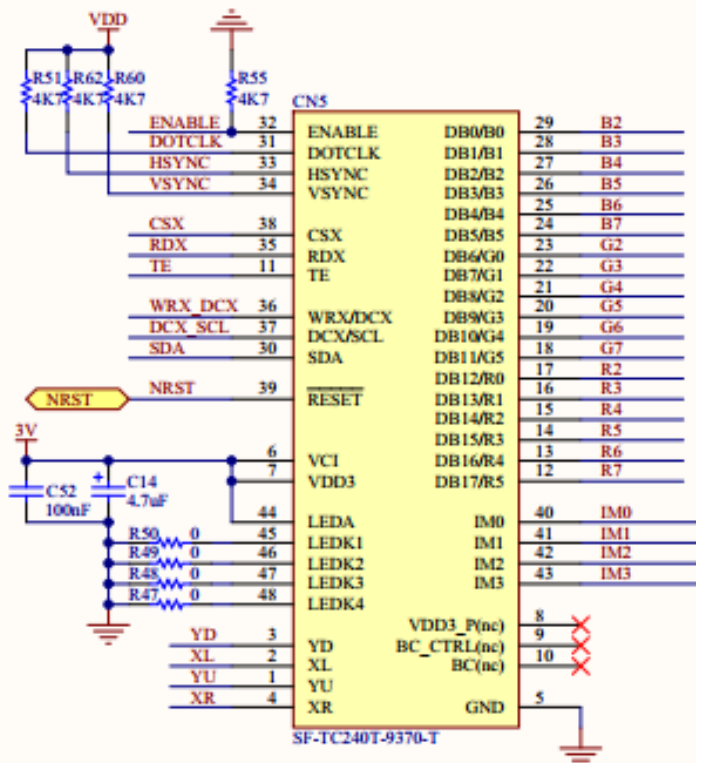 VDD
R51 R62 R60 R55
4K7 4K7 4K7 4K7
CN5
ENABLE 32 ENABLE DB0/B0 29 B2
DOTCLK 31 DOTCLK DB1/B1 28 B3
HSYNC 33 HSYNC DB2/B2 27 B4
VSYNC 34 VSYNC DB3/B3 26 B5
DB4/B4 25 B6
CSX 38 CSX DB5/B5 24 B7
RDX 35 RDX DB6/G0 23 G2
TE 11 TE DB7/G1 22 G3
DB8/G2 21 G4
WRX_DCX 36 WRX/DCX DB9/G3 20 G5
DCX_SCL 37 DCX/SCL DB10/G4 19 G6
SDA 30 SDA DB11/G5 18 G7
DB12/R0 17 R2
NRST NRST 39 RESET DB13/R1 16 R3
DB14/R2 15 R4
3V DB15/R3 14 R5
6 VCI DB16/R4 13 R6
7 VDD3 DB17/R5 12 R7
C52 + C14
100nF 4.7uF
44 LEDA IM0 40 IM0
R50 0 45 LEDK1 IM1 41 IM1
R49 0 46 LEDK2 IM2 42 IM2
R48 0 47 LEDK3 IM3 43 IM3
R47 0 48 LEDK4
VDD3_P(nc) 8
YD 3 YD BC_CTRL(nc) 9
XL 2 XL BC(nc) 10
YU 1 YU
XR 4 XR GND 5
SF-TC240T-9370-T